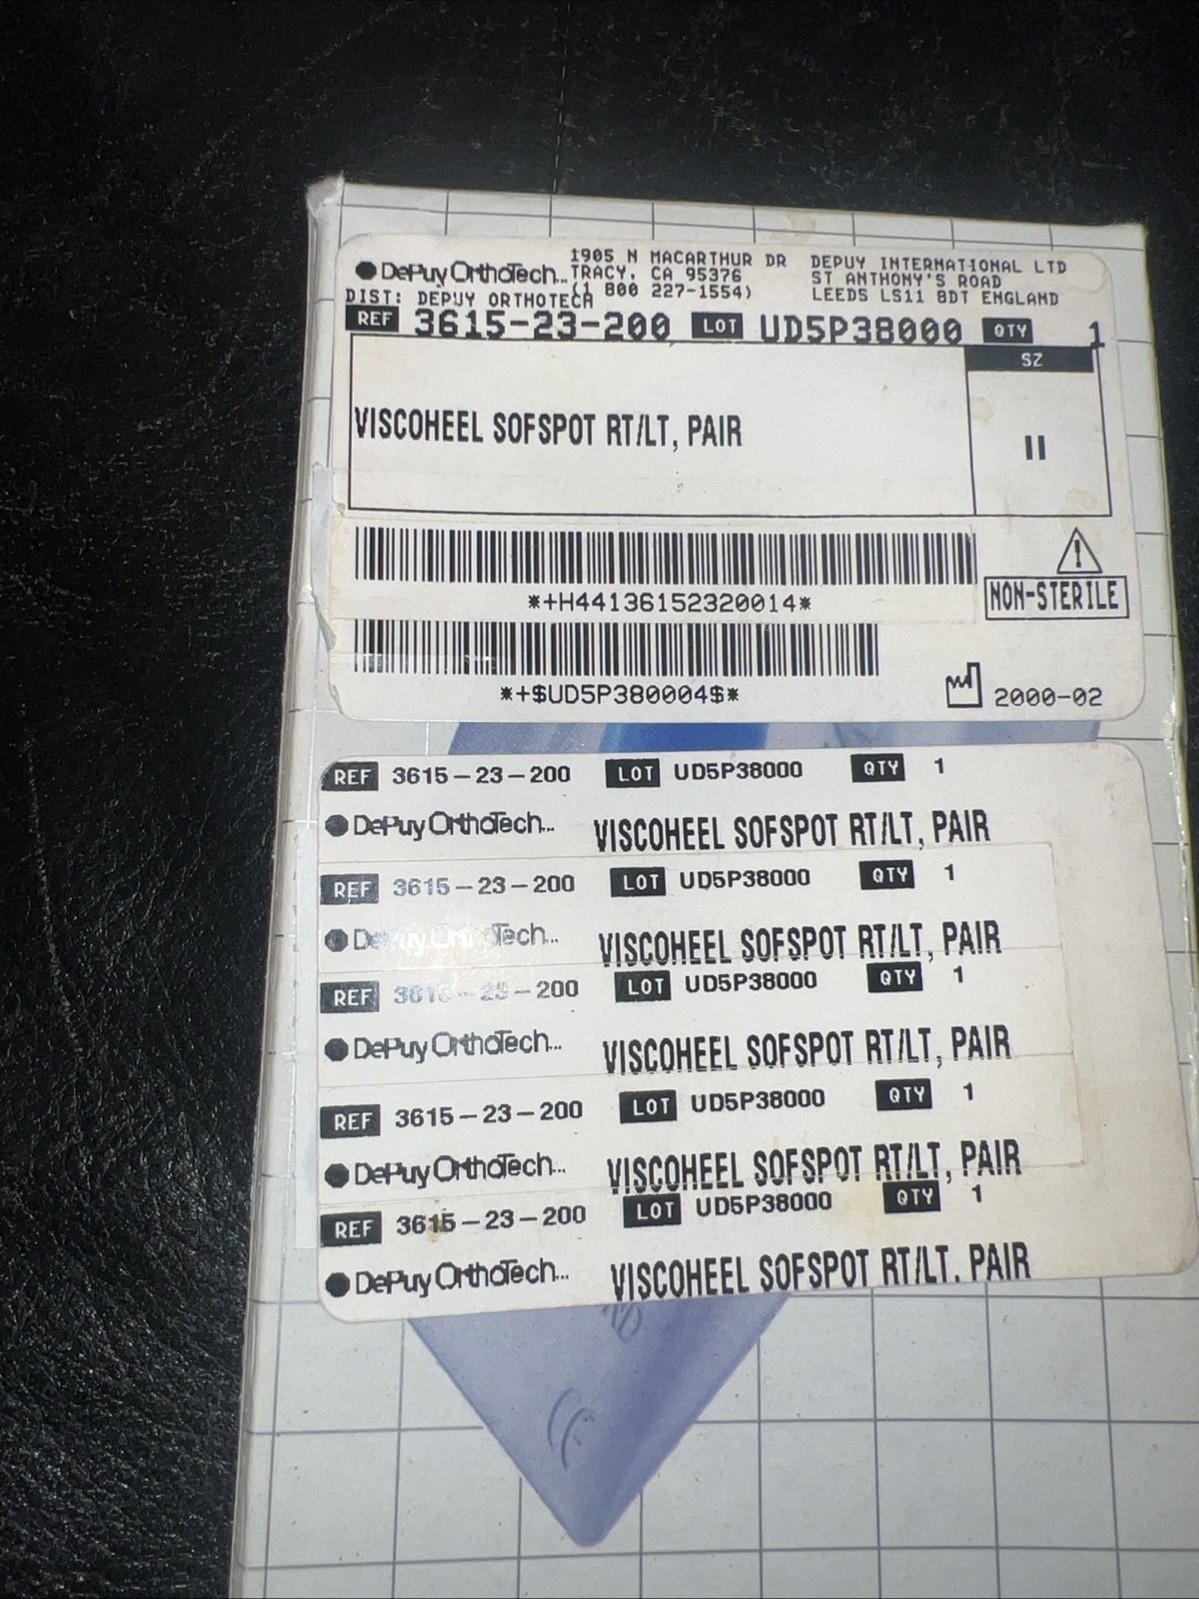 DePuy OrthoTech... 1905 N MACARTHUR DR DEPUY INTERNATIONAL LTD
TRACY, CA 95376 ST ANTHONY'S ROAD
DIST: DEPUY ORTHOTECH (1 800 227-1554) LEEDS LS11 8DT ENGLAND
REF 3615-23-200 LOT UD5P38000 QTY 1
SZ
VISCOHEEL SOFSPOT RT/LT, PAIR II
*+H44136152320014*
NON-STERILE
*+$UD5P380004$*
2000-02
REF 3615-23-200 LOT UD5P38000 QTY 1
DePuy OrthoTech... VISCOHEEL SOFSPOT RT/LT, PAIR
REF 3615-23-200 LOT UD5P38000 QTY 1
DePuy OrthoTech... VISCOHEEL SOFSPOT RT/LT, PAIR
REF 3615-23-200 LOT UD5P38000 QTY 1
DePuy OrthoTech... VISCOHEEL SOFSPOT RT/LT, PAIR
REF 3615-23-200 LOT UD5P38000 QTY 1
DePuy OrthoTech... VISCOHEEL SOFSPOT RT/LT, PAIR
REF 3615-23-200 LOT UD5P38000 QTY 1
DePuy OrthoTech... VISCOHEEL SOFSPOT RT/LT, PAIR
CE